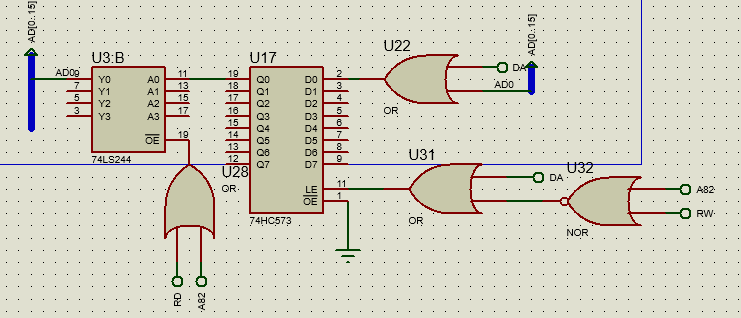 AD[0..15]
AD[0..15]
U3:B
U17
U22
AD0
9
7
5
3
Y0
Y1
Y2
Y3
A0
A1
A2
A3
OE
11
13
15
17
19
74LS244
19
18
17
16
15
14
13
12
Q0
Q1
Q2
Q3
Q4
Q5
Q6
Q7
D0
D1
D2
D3
D4
D5
D6
D7
LE
OE
2
3
4
5
6
7
8
9
11
1
74HC573
DA
AD0
OR
U28
OR
RD
A82
U31
DA
OR
U32
A82
RW
NOR